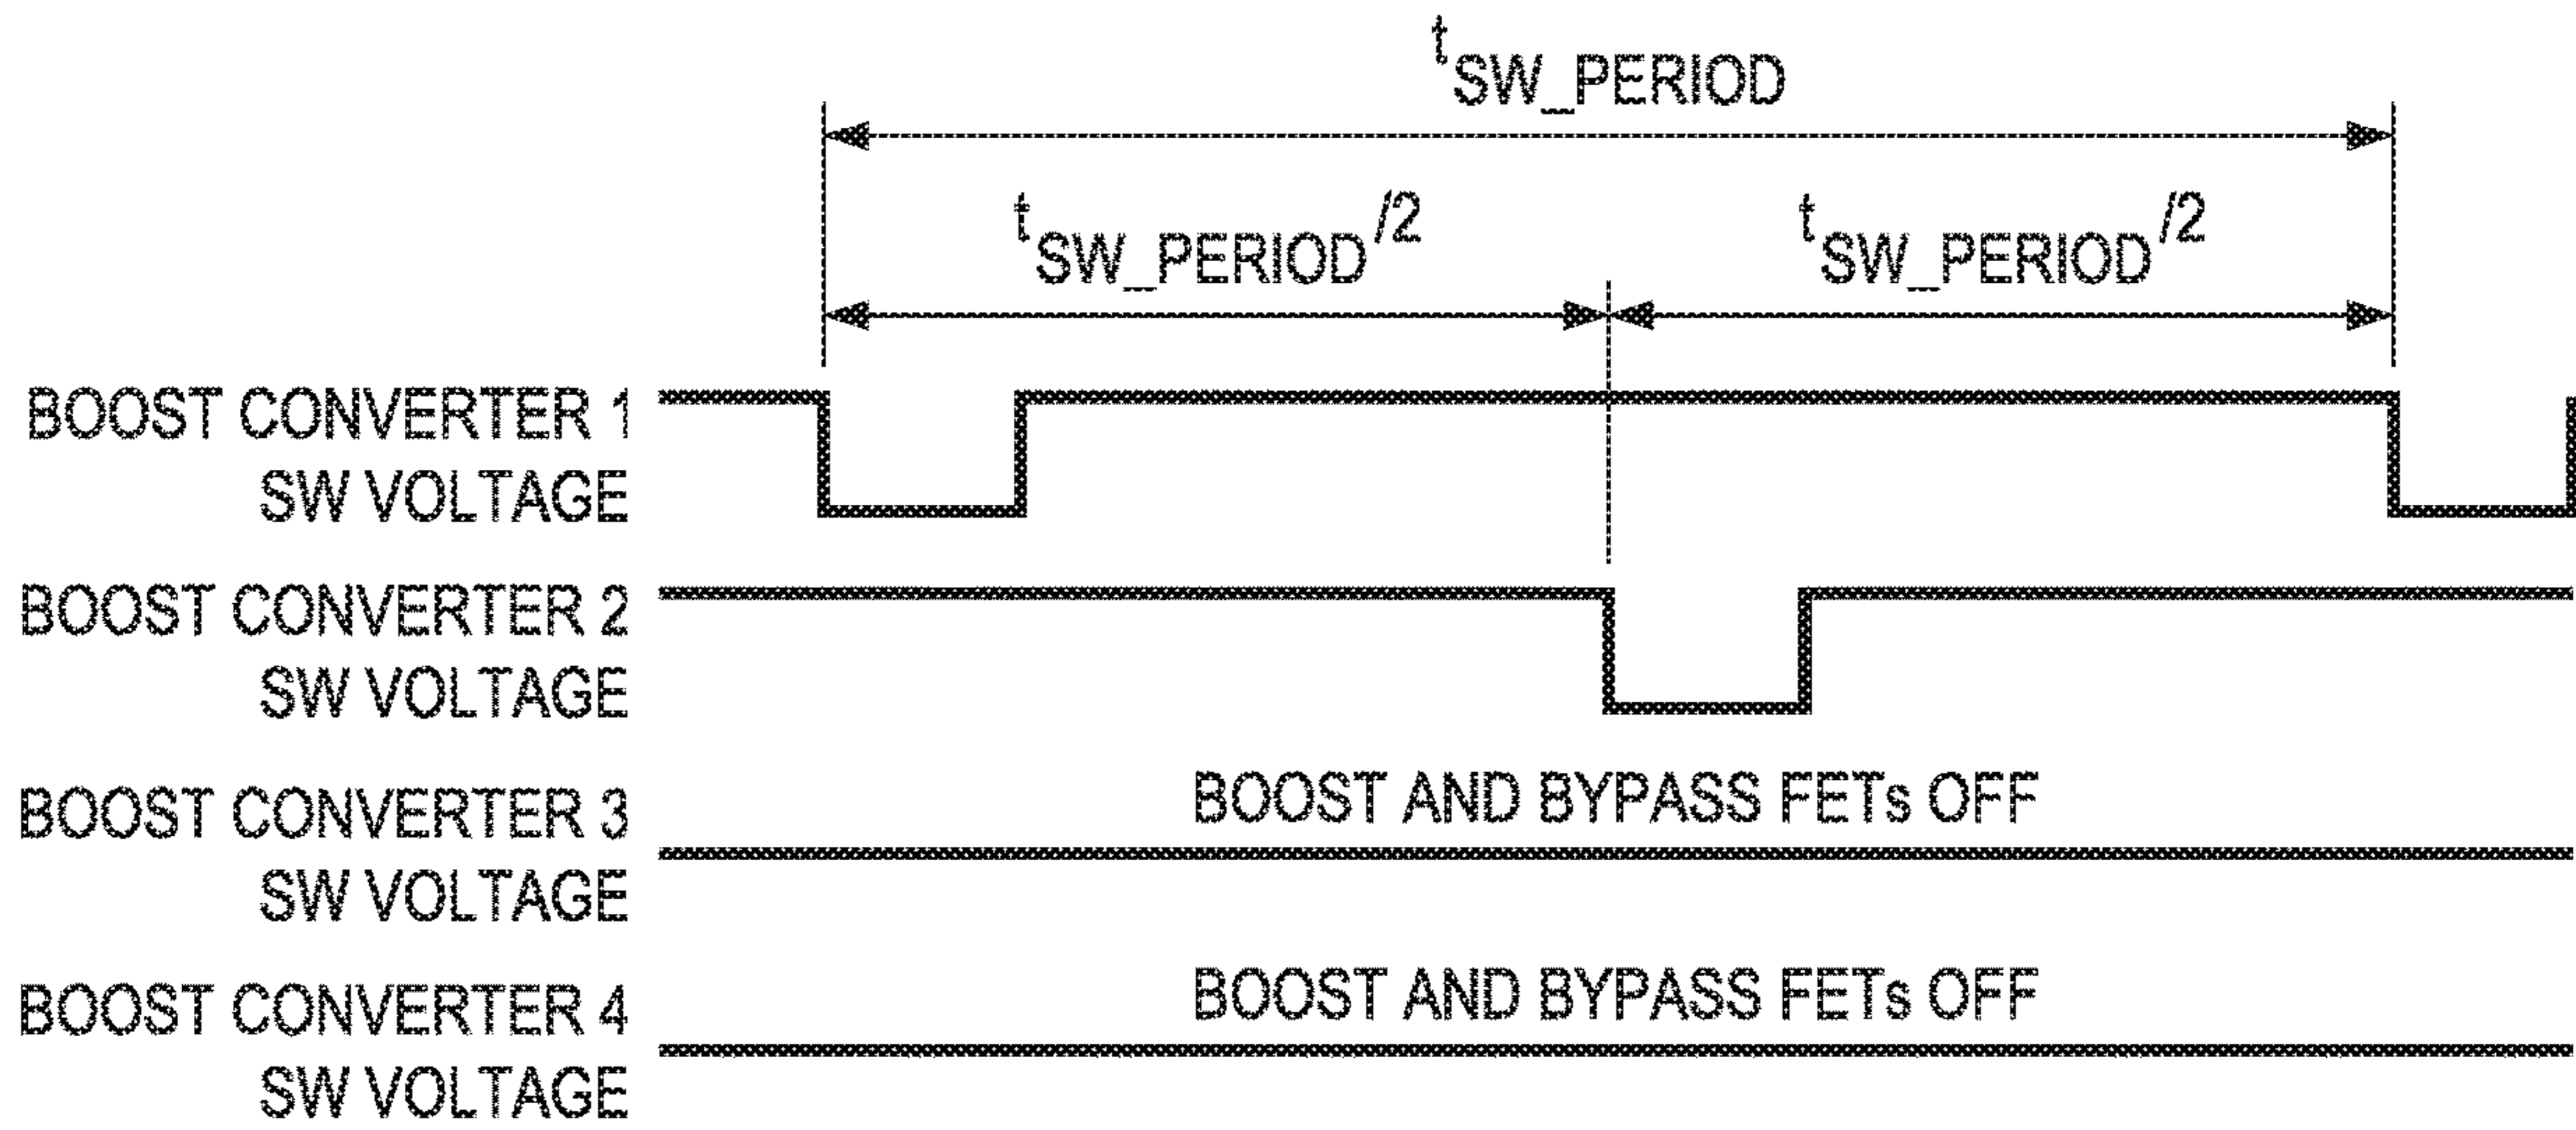 tSW_PERIOD
tSW_PERIOD/2
tSW_PERIOD/2
BOOST CONVERTER 1
SW VOLTAGE
BOOST CONVERTER 2
SW VOLTAGE
BOOST AND BYPASS FETs OFF
BOOST CONVERTER 3
SW VOLTAGE
BOOST AND BYPASS FETs OFF
BOOST CONVERTER 4
SW VOLTAGE